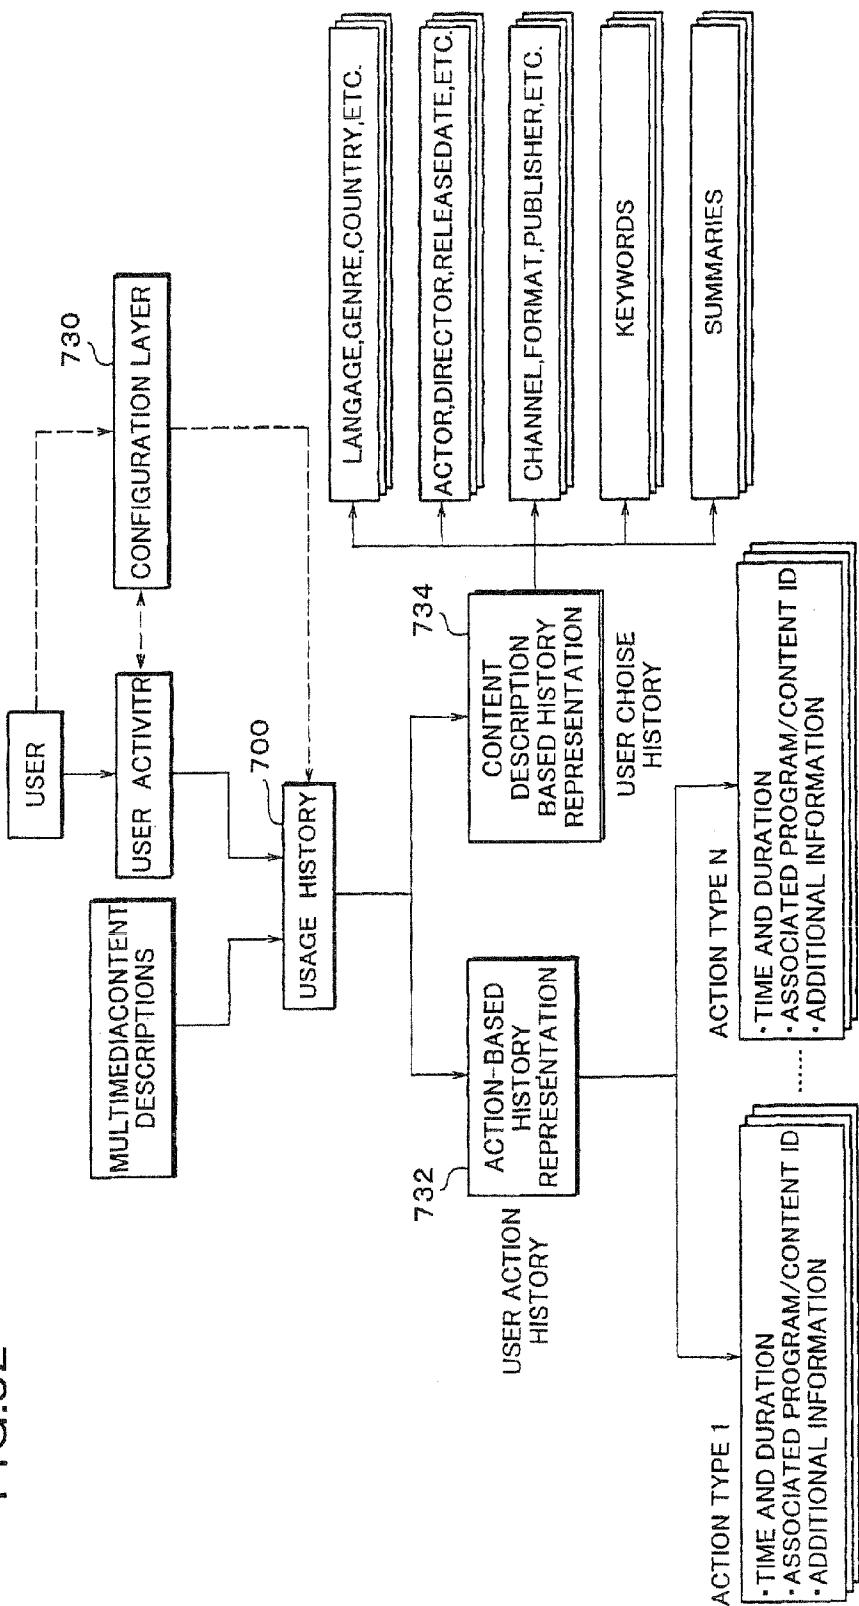 USER
730
MULTIMEDIACONTENT
DESCRIPTIONS
USER ACTIVITR
CONFIGURATION LAYER
700
USAGE HISTORY
732
ACTION-BASED
HISTORY
REPRESENTATION
USER ACTION
HISTORY
734
CONTENT
DESCRIPTION
BASED HISTORY
REPRESENTATION
USER CHOISE
HISTORY
LANGAGE,GENRE,COUNTRY,ETC.
ACTOR,DIRECTOR,RELEASEDATE,ETC.
CHANNEL,FORMAT,PUBLISHER,ETC.
KEYWORDS
SUMMARIES
ACTION TYPE 1
・TIME AND DURATION
・ASSOCIATED PROGRAM/CONTENT ID
・ADDITIONAL INFORMATION
......
ACTION TYPE N
・TIME AND DURATION
・ASSOCIATED PROGRAM/CONTENT ID
・ADDITIONAL INFORMATION